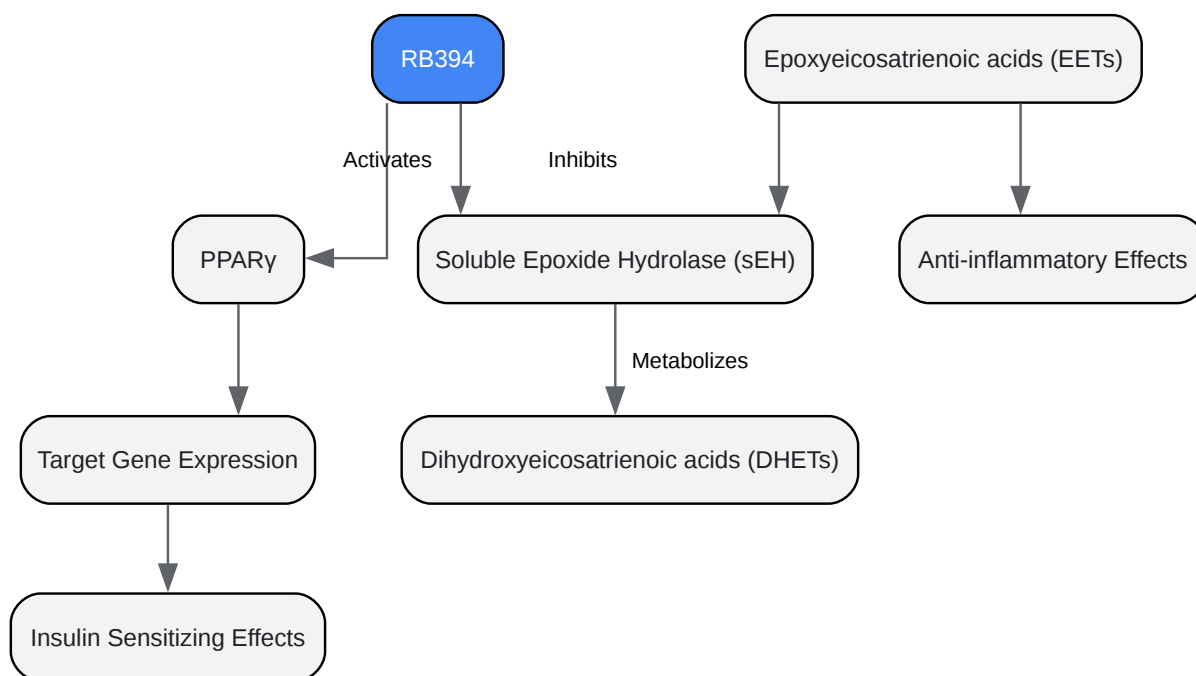 RB394
Epoxyeicosatrienoic acids (EETs)
Activates
Inhibits
PPARγ
Soluble Epoxide Hydrolase (sEH)
Anti-inflammatory Effects
Metabolizes
Target Gene Expression
Dihydroxyeicosatrienoic acids (DHETs)
Insulin Sensitizing Effects